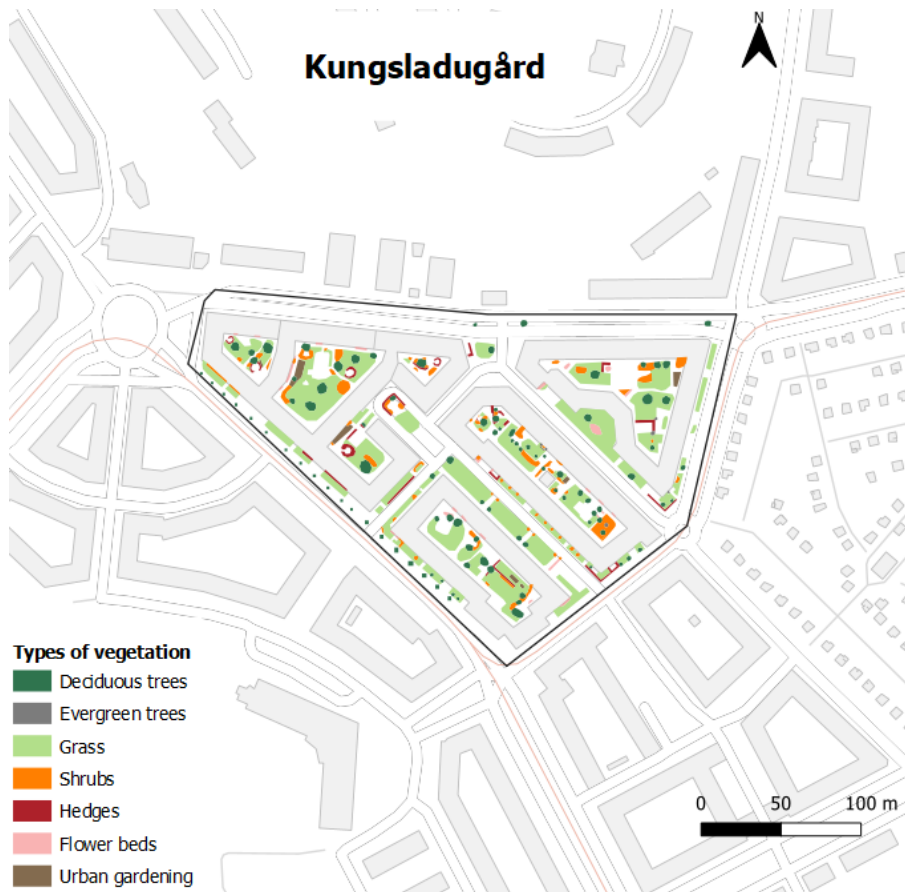 N
Kungsladugård
Types of vegetation
Deciduous trees
Evergreen trees
Grass
Shrubs
Hedges
Flower beds
Urban gardening
0 50 100 m